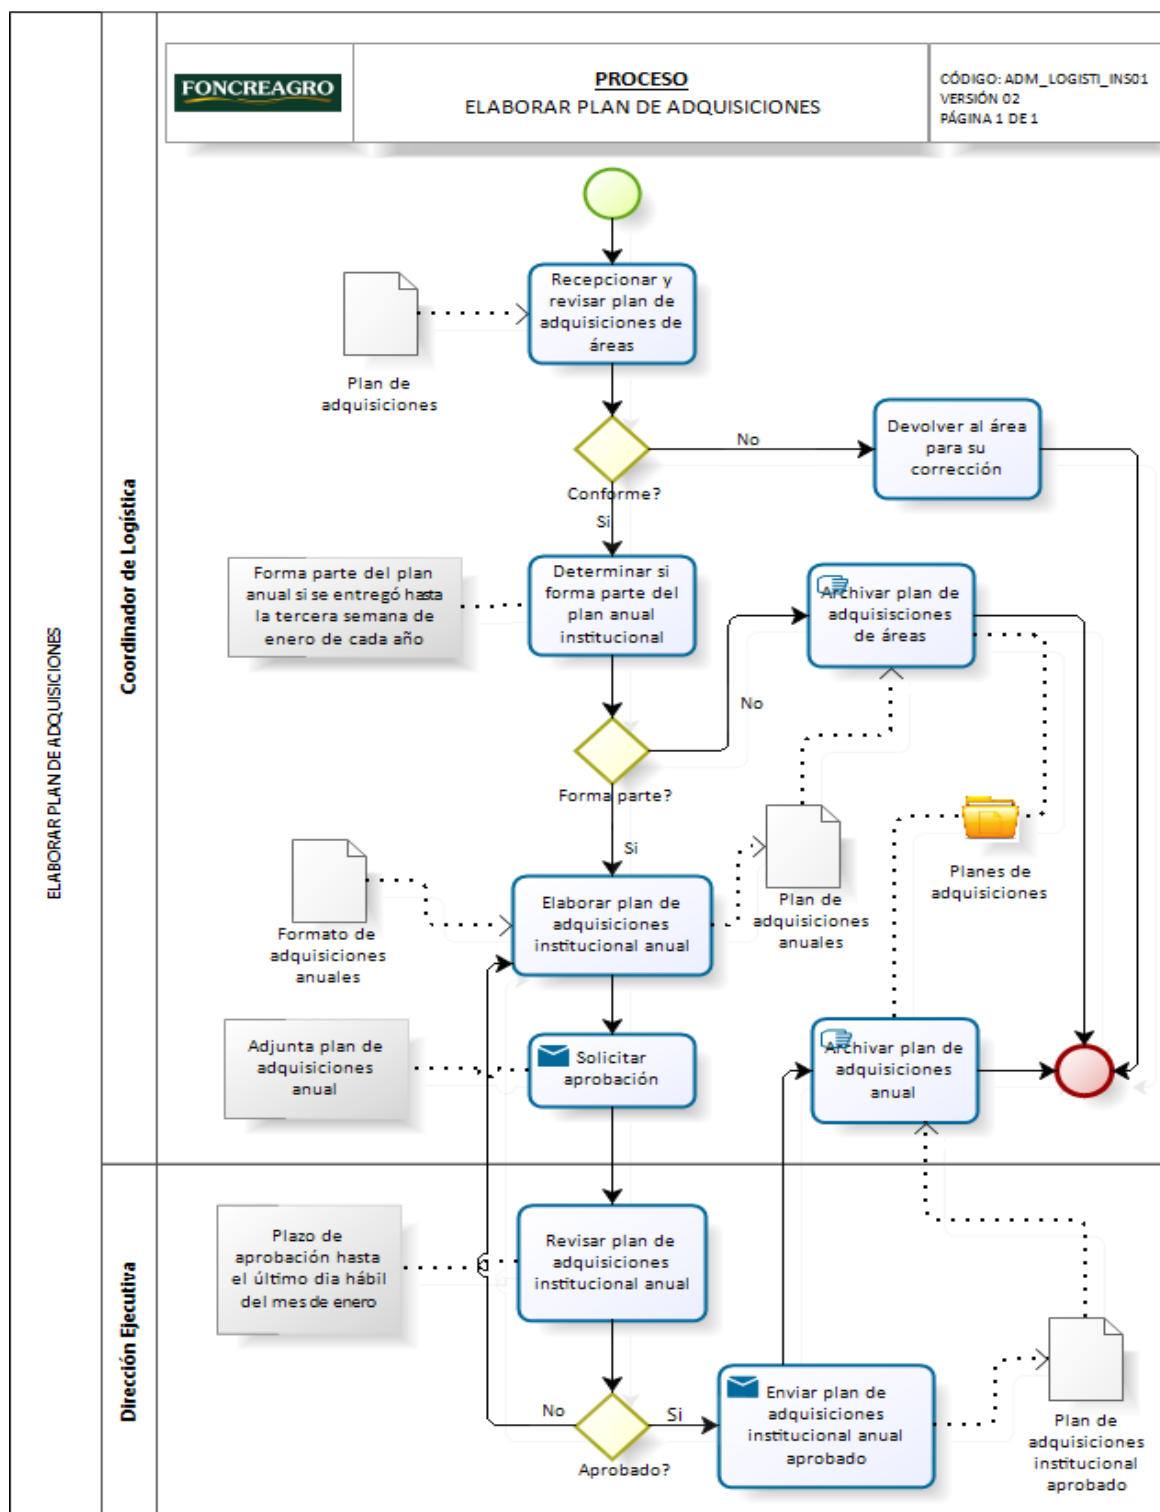 FONCREAGRO
PROCESO
ELABORAR PLAN DE ADQUISICIONES
CÓDIGO: ADM_LOGISTI_INS01
VERSIÓN 02
PÁGINA 1 DE 1
ELABORAR PLAN DE ADQUISICIONES
Coordinador de Logística
Recepcionar y
revisar plan de
adquisiciones de
áreas
Plan de
adquisiciones
Conforme?
No
Devolver al área
para su
corrección
Si
Forma parte del plan
anual si se entregó hasta
la tercera semana de
enero de cada año
Determinar si
forma parte del
plan anual
institucional
Archivar plan de
adquisisciones
de áreas
No
Forma parte?
Si
Formato de
adquisiciones
anuales
Elaborar plan de
adquisiciones
institucional anual
Plan de
adquisiciones
anuales
Planes de
adquisiciones
Adjunta plan de
adquisiciones
anual
Solicitar
aprobación
Archivar plan de
adquisiciones
anual
Dirección Ejecutiva
Plazo de
aprobación hasta
el último dia hábil
del mes de enero
Revisar plan de
adquisiciones
institucional anual
No
Si
Aprobado?
Enviar plan de
adquisiciones
institucional anual
aprobado
Plan de
adquisiciones
institucional
aprobado